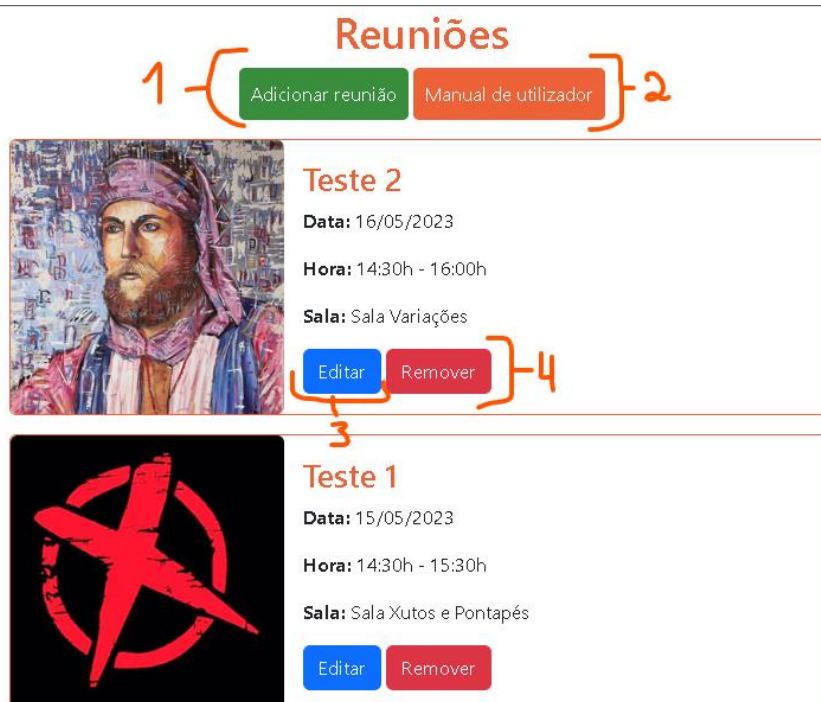 Reuniões
1 Adicionar reunião Manual de utilizador 2
Teste 2
Data: 16/05/2023
Hora: 14:30h - 16:00h
Sala: Sala Variações
Editar Remover 4
3
Teste 1
Data: 15/05/2023
Hora: 14:30h - 15:30h
Sala: Sala Xutos e Pontapés
Editar Remover